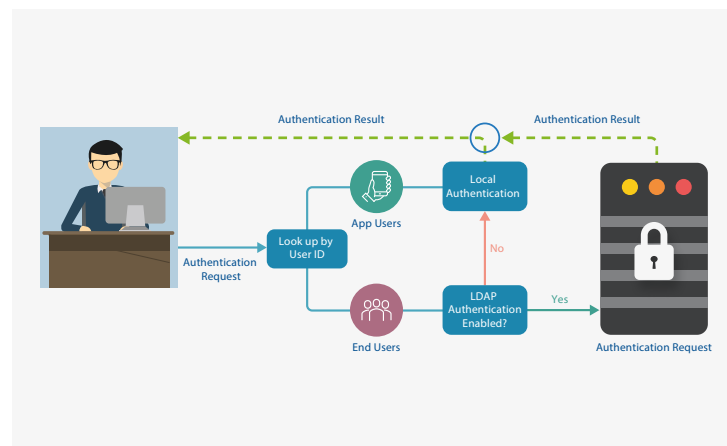 Authentication Result
Authentication Result
Local
Authentication
App Users
Look up by
User ID
Authentication
Request
No
LDAP
Authentication
Enabled?
Yes
End Users
Authentication Request